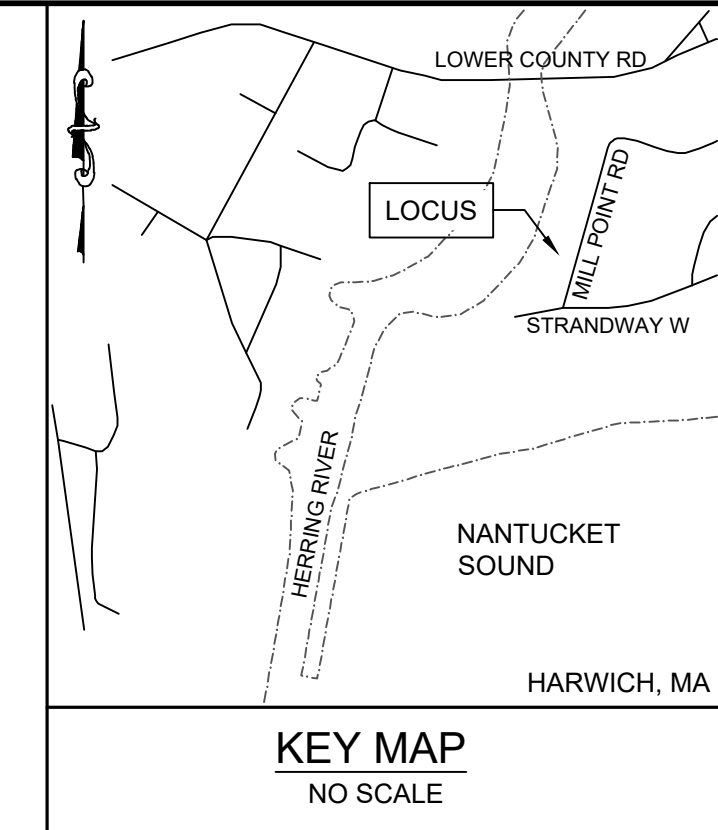 LOWER COUNTY RD
MILL POINT RD
LOCUS
STRANDWAY W
HERRING RIVER
NANTUCKET
SOUND
HARWICH, MA
KEY MAP
NO SCALE